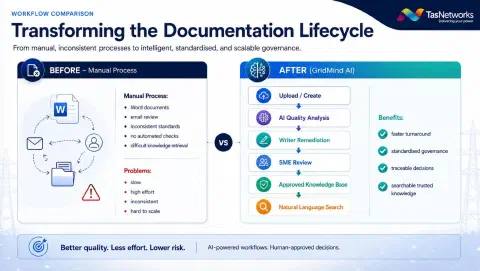 WORKFLOW COMPARISON
Transforming the Documentation Lifecycle
From manual, inconsistent processes to intelligent, standardised, and scalable governance.
TasNetworks
Delivering your power
BEFORE – Manual Process
W
Manual Process:
• Word documents
• email review
• inconsistent standards
• no automated checks
• difficult knowledge retrieval
Problems:
• slow
• high effort
• inconsistent
• hard to scale
VS
AFTER (GridMind AI)
Upload / Create
AI Quality Analysis
Writer Remediation
SME Review
Approved Knowledge Base
Natural Language Search
Benefits:
faster turnaround
standardised governance
traceable decisions
searchable trusted
knowledge
Better quality. Less effort. Lower risk.
AI-powered workflows. Human-approved decisions.